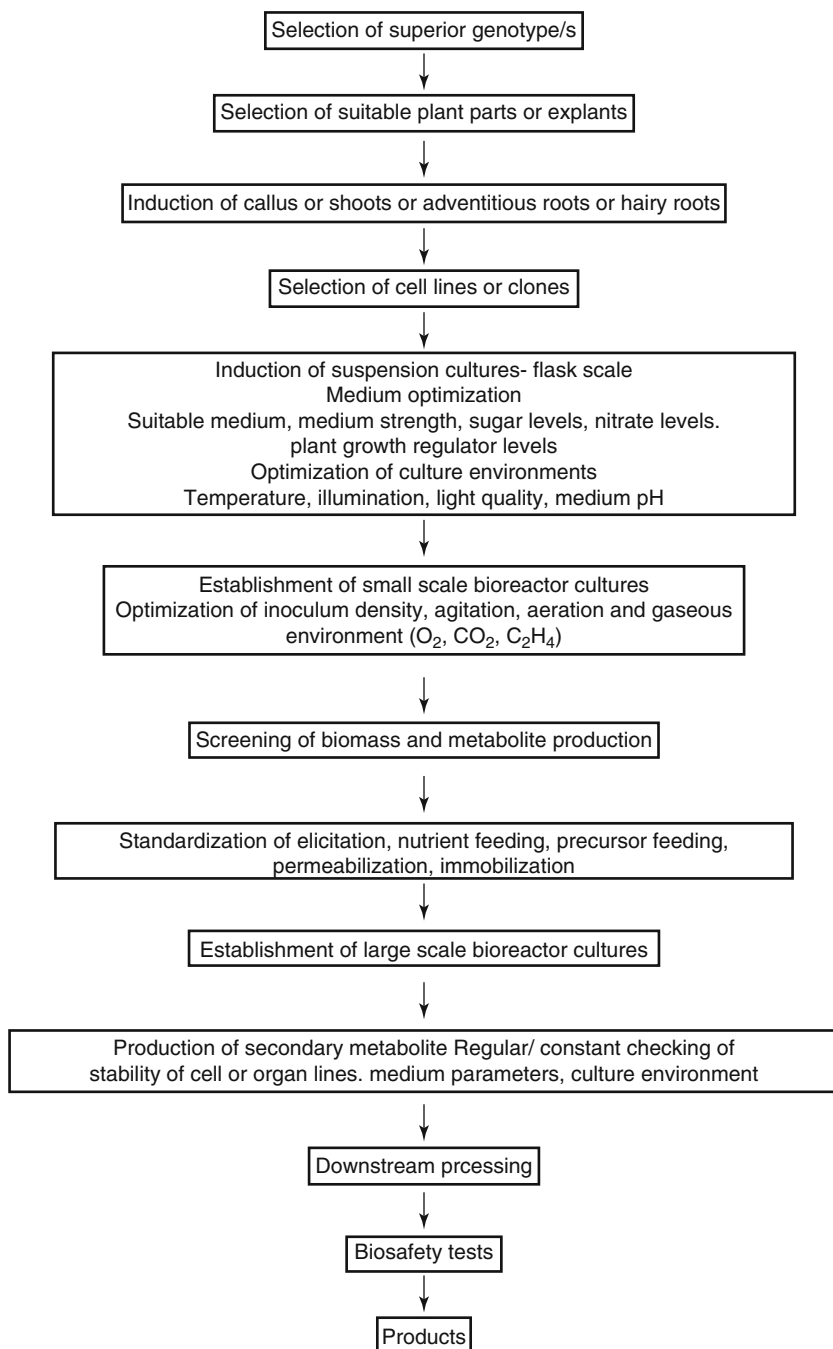 Selection of superior genotype/s
Selection of suitable plant parts or explants
Induction of callus or shoots or adventitious roots or hairy roots
Selection of cell lines or clones
Induction of suspension cultures- flask scale
Medium optimization
Suitable medium, medium strength, sugar levels, nitrate levels.
plant growth regulator levels
Optimization of culture environments
Temperature, illumination, light quality, medium pH
Establishment of small scale bioreactor cultures
Optimization of inoculum density, agitation, aeration and gaseous
environment (O₂, CO₂, C₂H₄)
Screening of biomass and metabolite production
Standardization of elicitation, nutrient feeding, precursor feeding,
permeabilization, immobilization
Establishment of large scale bioreactor cultures
Production of secondary metabolite Regular/ constant checking of
stability of cell or organ lines. medium parameters, culture environment
Downstream prcessing
Biosafety tests
Products